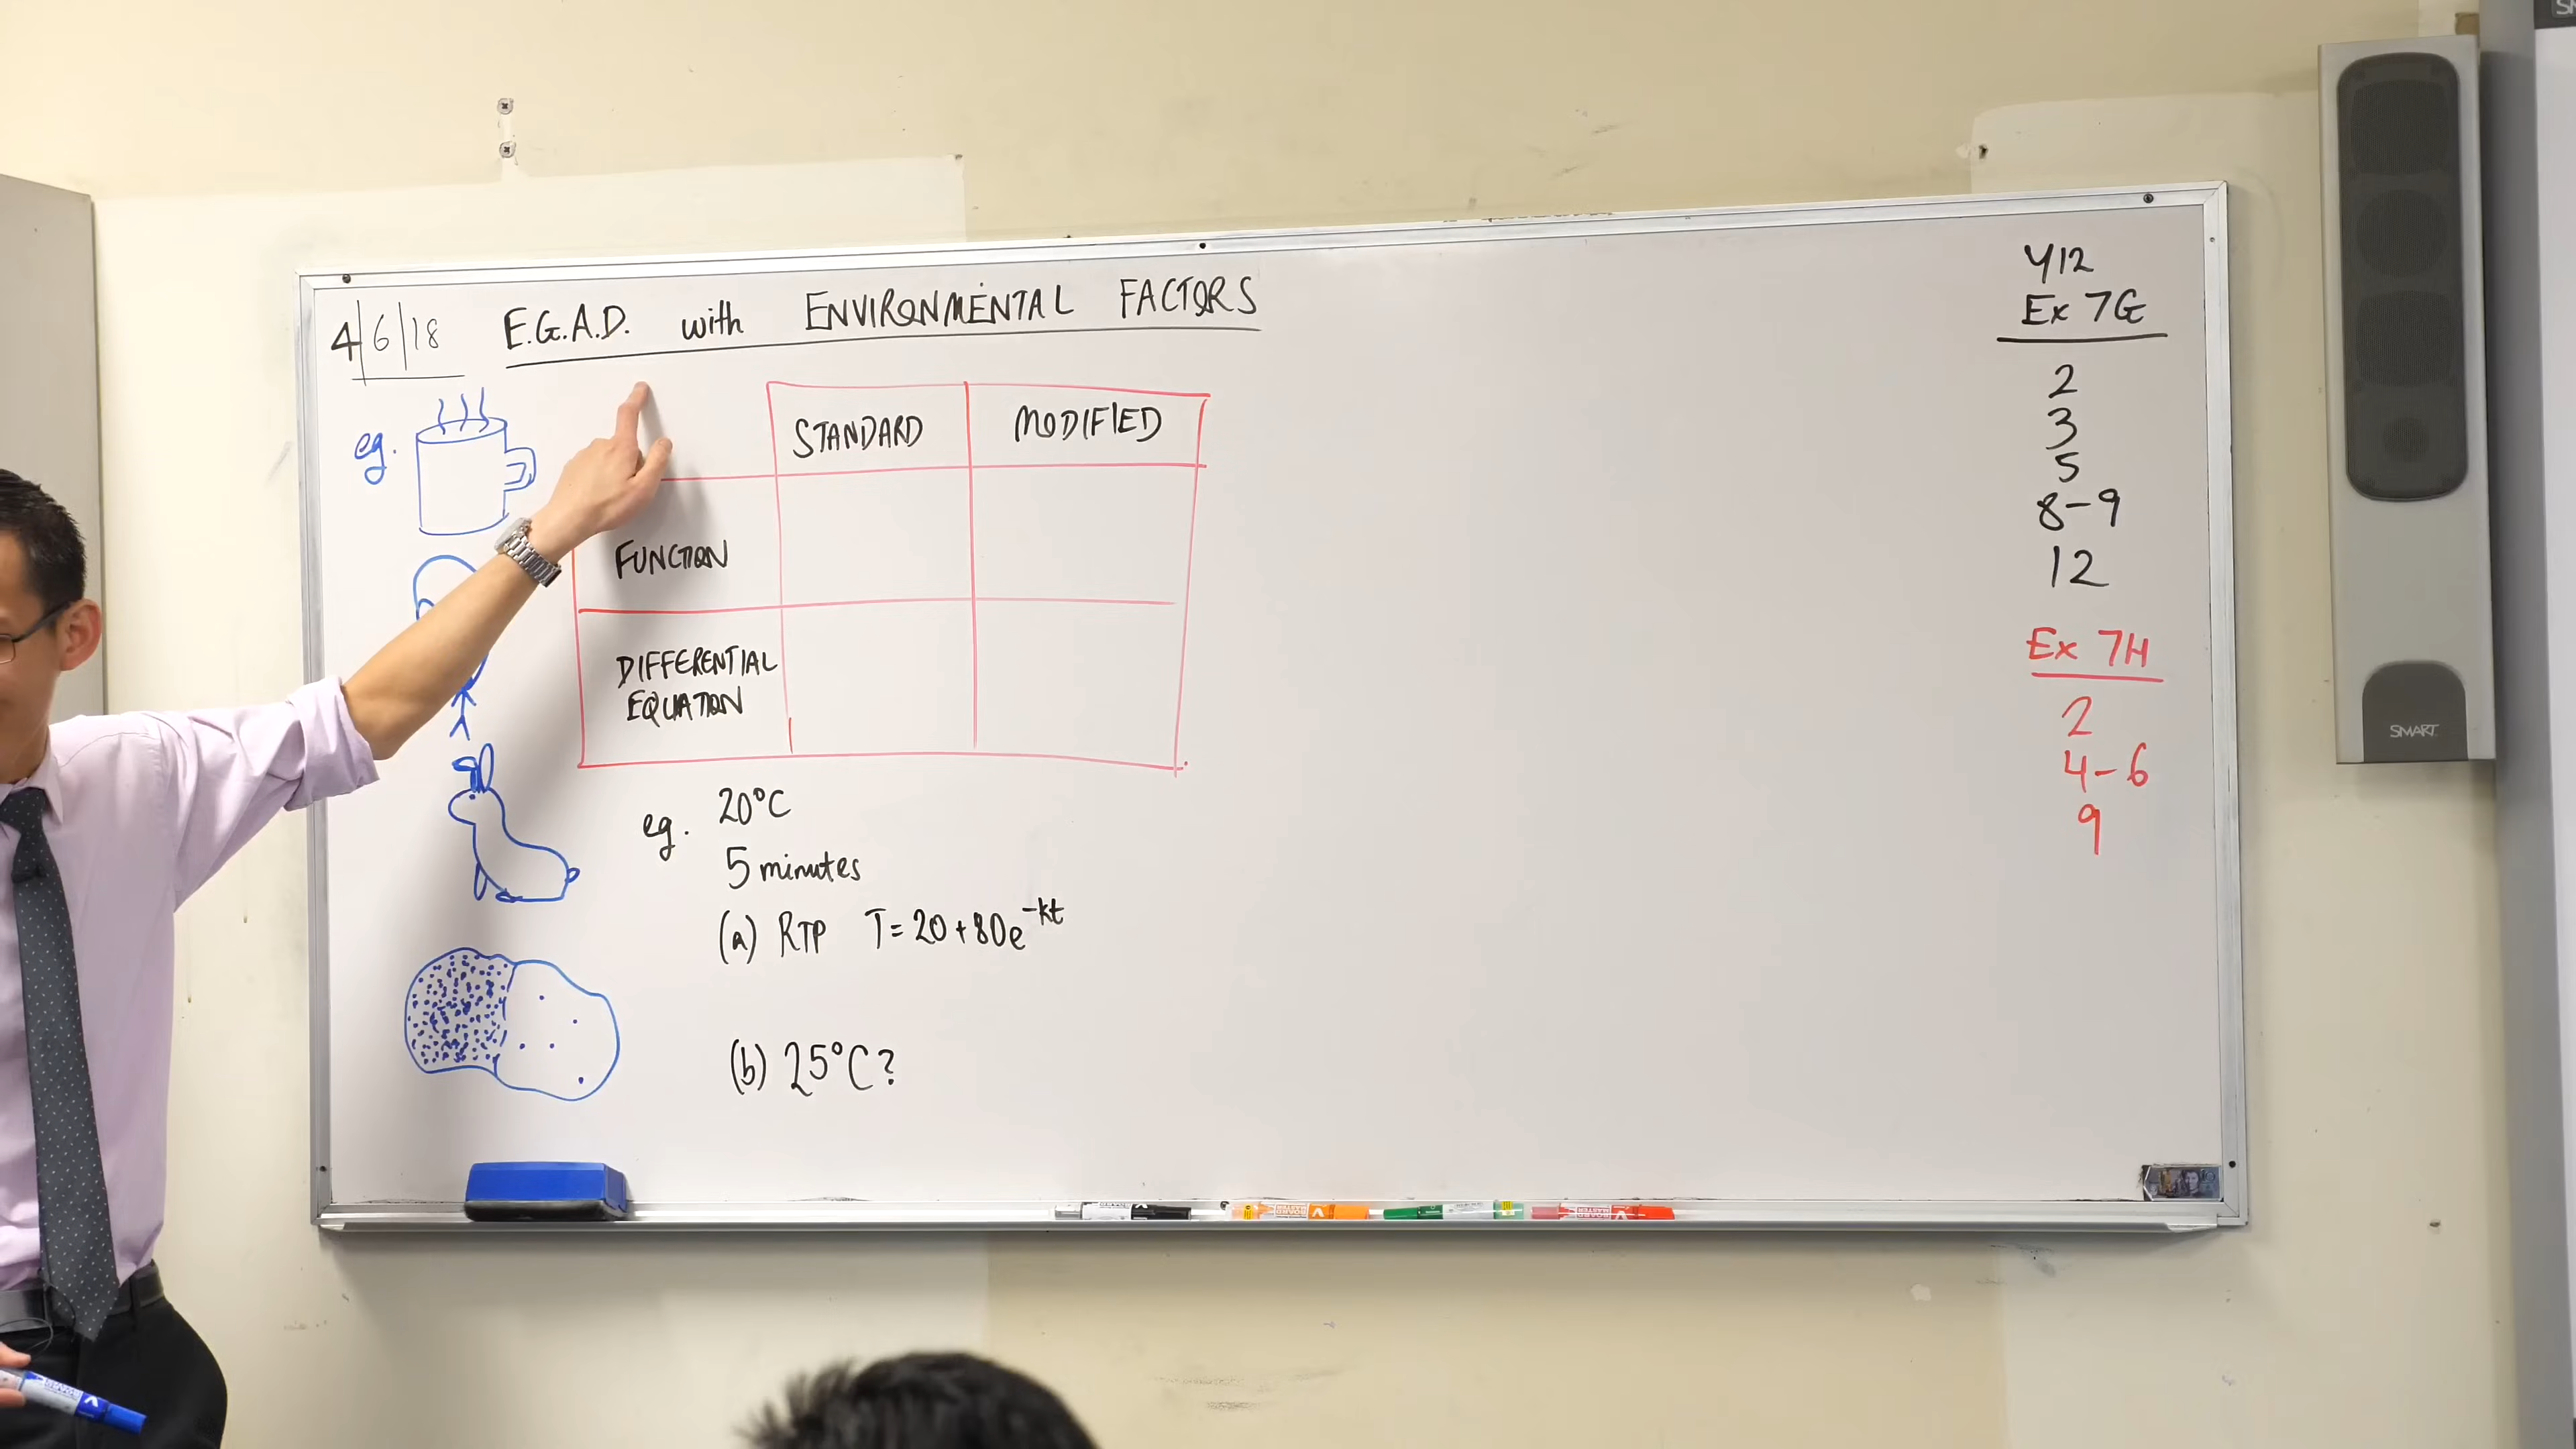 4/6/18 E.G.A.D. with ENVIRONMENTAL FACTORS
eg.
STANDARD MODIFIED
FUNCTION
DIFFERENTIAL
EQUATION
eg. 20°C
5 minutes
(a) RTP T = 20 + 80e^-kt
(b) 25°C?
Y12
Ex 7G
2
3
5
8-9
12
Ex 7H
2
4-6
9
SMART